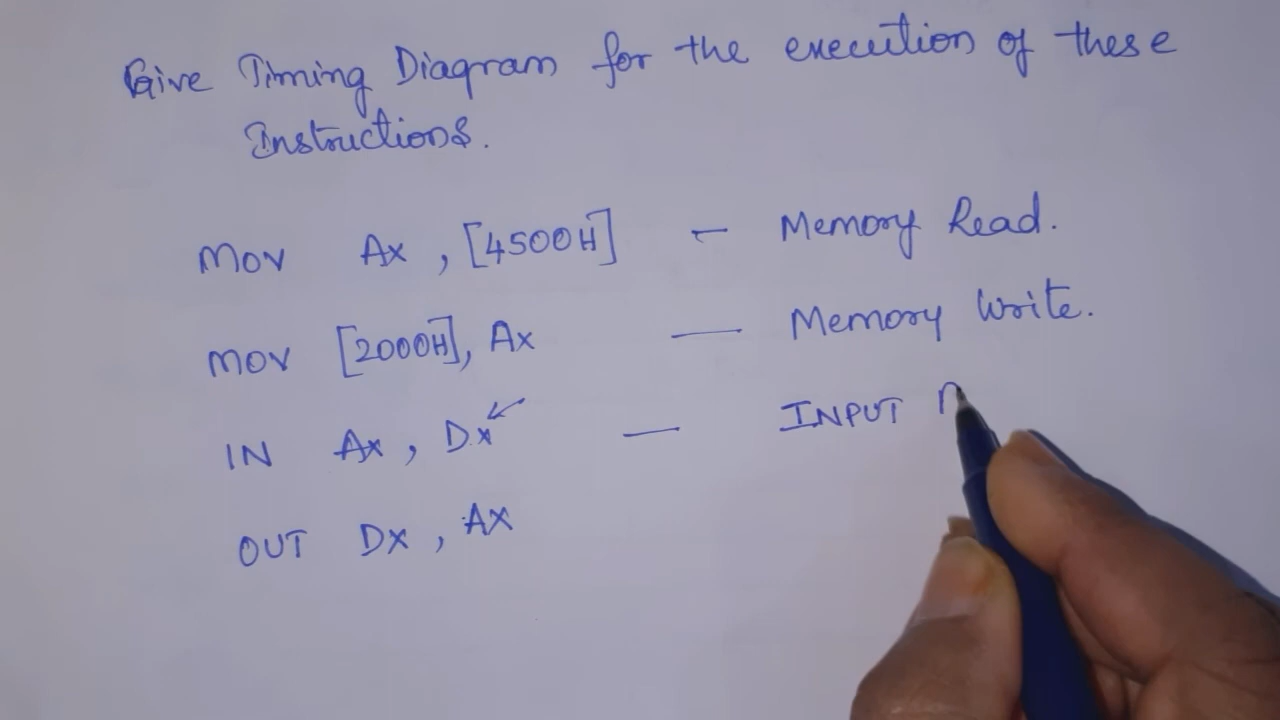 Give Timing Diagram for the execution of these
Instructions.
Mov Ax , [4500H] - Memory Read.
Mov [2000H], Ax — Memory Write.
IN Ax , Dx — INPUT
OUT Dx , Ax